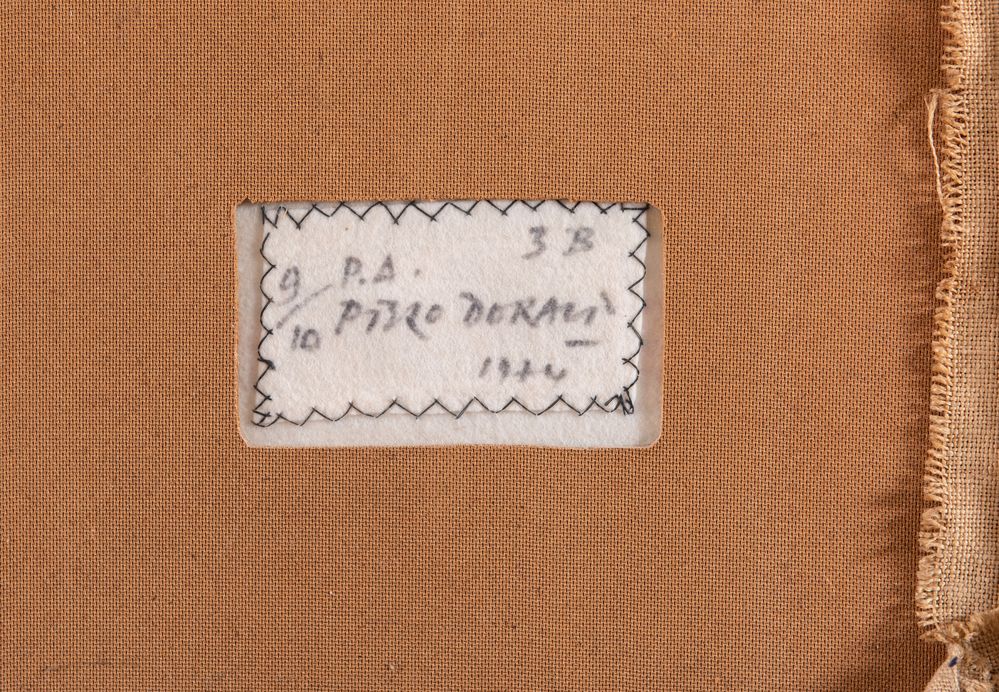 3 B
9/10 P.A.
PIERO DORAZIO
1974